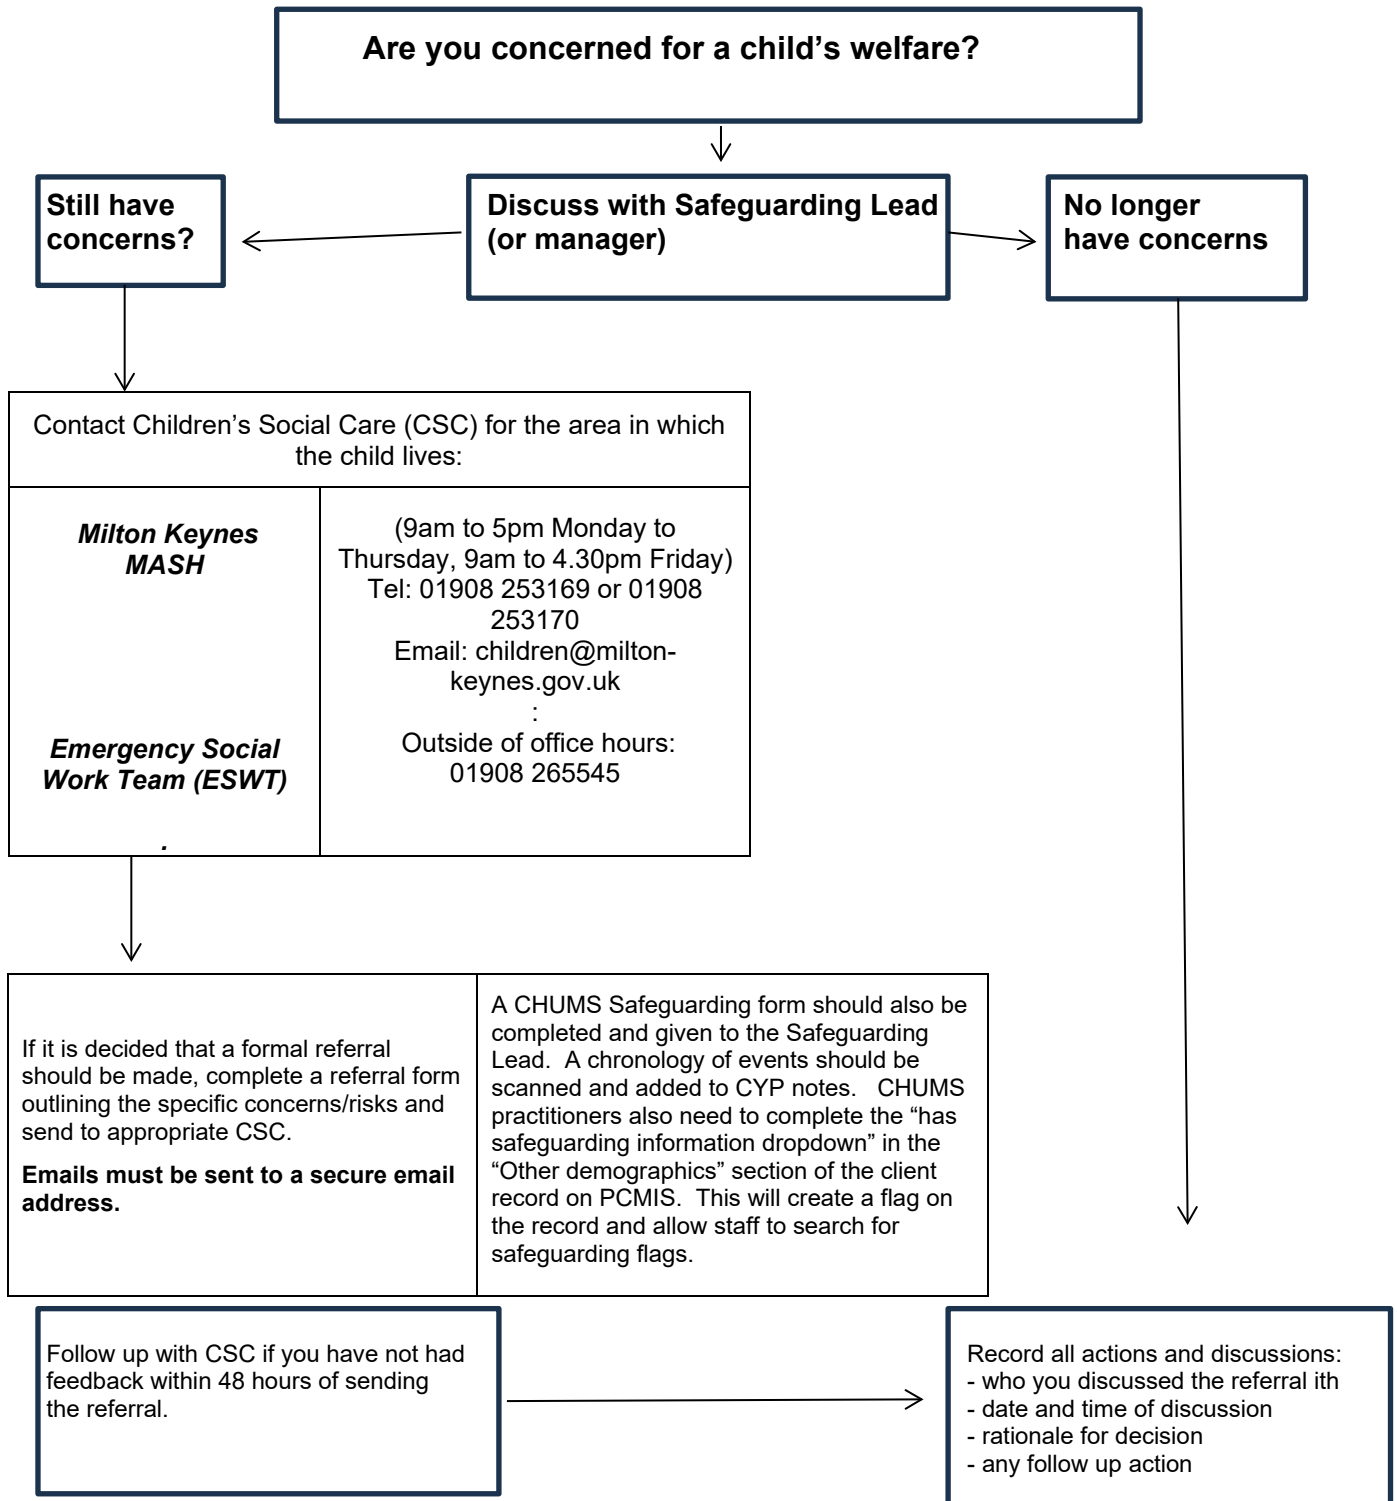 Are you concerned for a child’s welfare?
Still have
concerns?
Discuss with Safeguarding Lead
(or manager)
No longer
have concerns
Contact Children’s Social Care (CSC) for the area in which
the child lives:
Milton Keynes
MASH
Emergency Social
Work Team (ESWT)
.
(9am to 5pm Monday to
Thursday, 9am to 4.30pm Friday)
Tel: 01908 253169 or 01908
253170
Email: children@milton-
keynes.gov.uk
:
Outside of office hours:
01908 265545
If it is decided that a formal referral
should be made, complete a referral form
outlining the specific concerns/risks and
send to appropriate CSC.
Emails must be sent to a secure email
address.
A CHUMS Safeguarding form should also be
completed and given to the Safeguarding
Lead.  A chronology of events should be
scanned and added to CYP notes.   CHUMS
practitioners also need to complete the “has
safeguarding information dropdown” in the
“Other demographics” section of the client
record on PCMIS.  This will create a flag on
the record and allow staff to search for
safeguarding flags.
Follow up with CSC if you have not had
feedback within 48 hours of sending
the referral.
Record all actions and discussions:
- who you discussed the referral ith
- date and time of discussion
- rationale for decision
- any follow up action